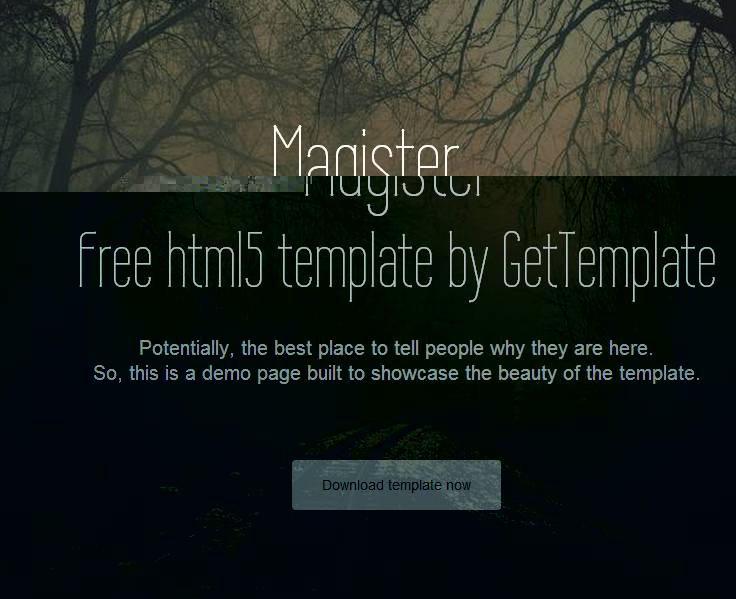 Magister
Free html5 template by GetTemplate
Potentially, the best place to tell people why they are here.
So, this is a demo page built to showcase the beauty of the template.
Download template now